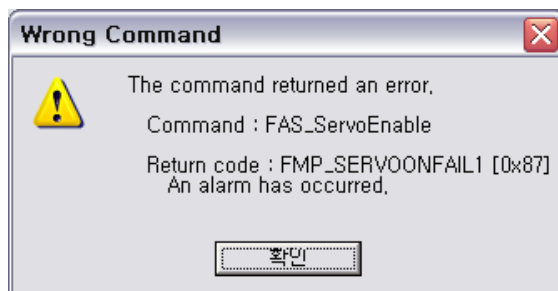 Wrong Command
The command returned an error,
Command : FAS_ServoEnable
Return code : FMP_SERVOONFAIL1 [0x87]
An alarm has occurred,
확인